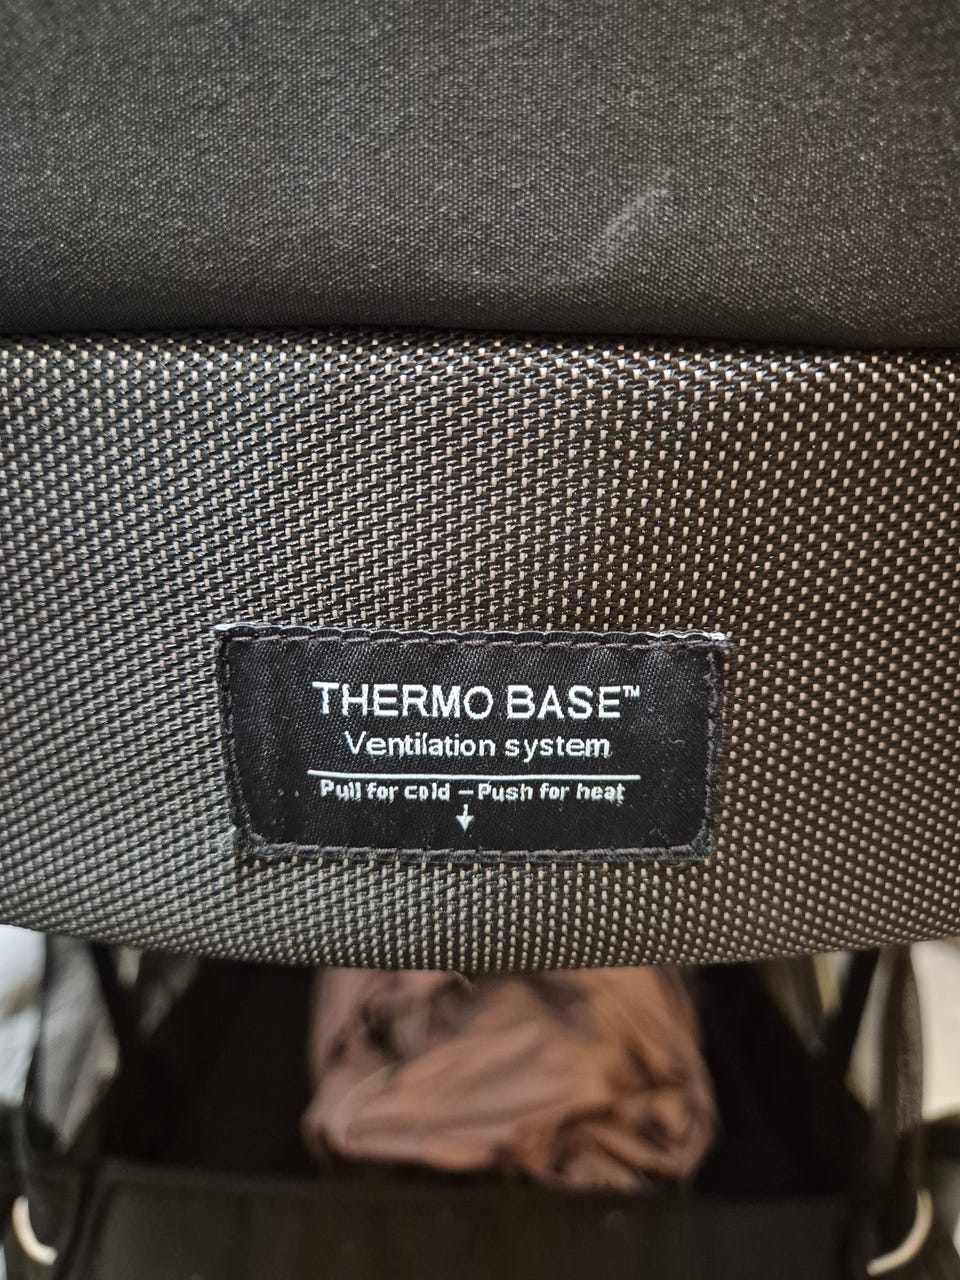 THERMO BASE™
Ventilation system
Pull for cold – Push for heat